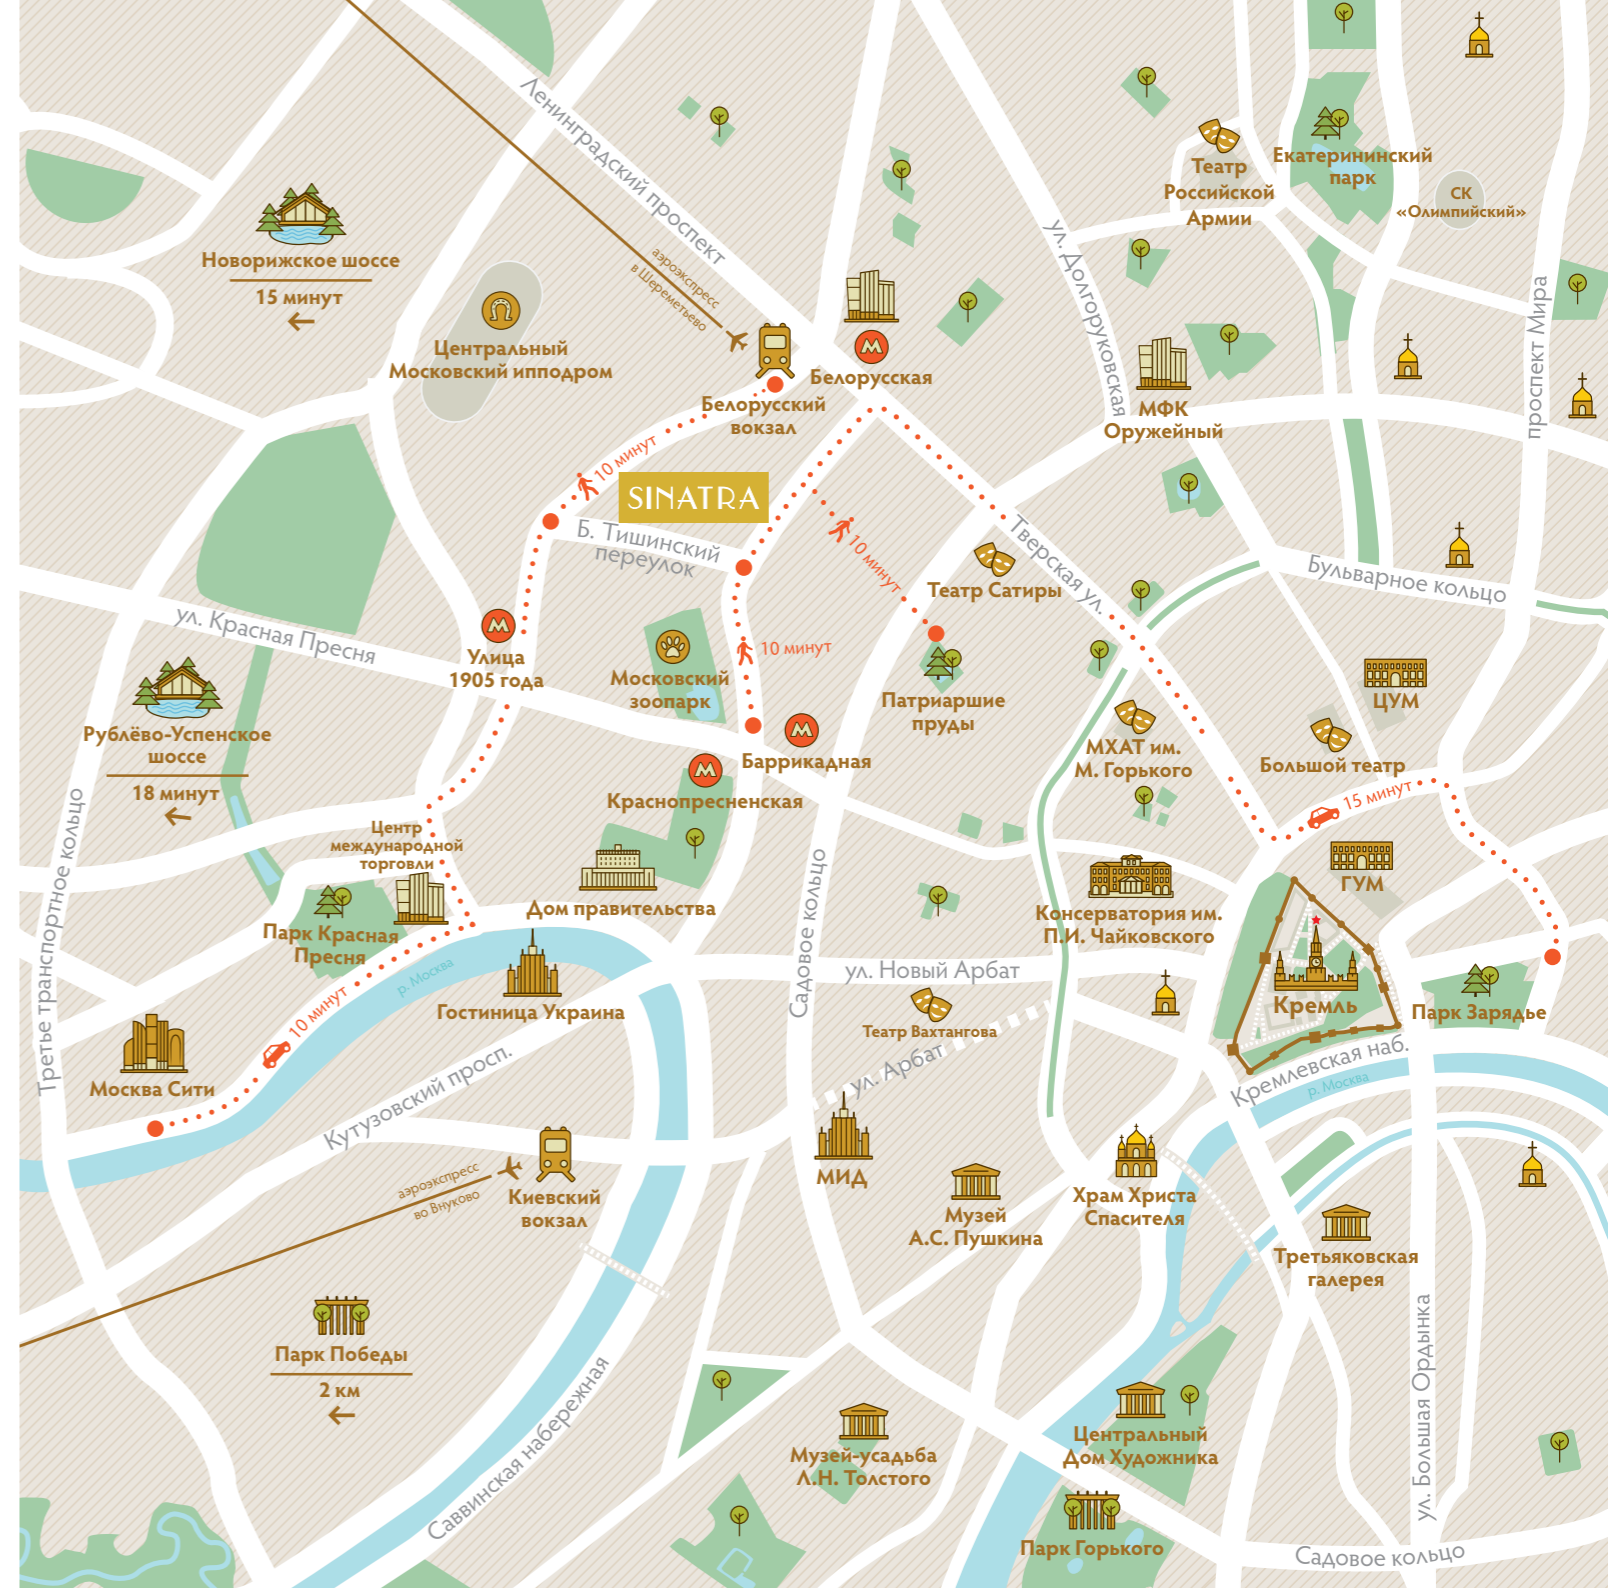 Ленинградский проспект
аэроэкспресс
в Шереметьево
Новорижское шоссе
15 минут
Центральный
Московский ипподром
Белорусский
вокзал
М
Белорусская
10 минут
SINATRA
Б. Тишинский
переулок
10 минут
10 минут
ул. Долгоруковская
Театр
Российской
Армии
Екатерининский
парк
СК
«Олимпийский»
проспект Мира
МФК
Оружейный
Тверская ул.
Театр Сатиры
Бульварное кольцо
ул. Красная Пресня
М
Улица
1905 года
Московский
зоопарк
Патриаршие
пруды
ЦУМ
МХАТ им.
М. Горького
Большой театр
15 минут
Рублёво-Успенское
шоссе
18 минут
М
Баррикадная
М
Краснопресненская
Центр
международной
торговли
Третье транспортное кольцо
Дом правительства
Садовое кольцо
ГУМ
Консерватория им.
П.И. Чайковского
Парк Красная
Пресня
р. Москва
Гостиница Украина
ул. Новый Арбат
Театр Вахтангова
ул. Арбат
Кремль
Парк Зарядье
Кремлевская наб.
р. Москва
10 минут
Москва Сити
Кутузовский просп.
аэроэкспресс
во Внуково
Киевский
вокзал
МИД
Музей
А.С. Пушкина
Храм Христа
Спасителя
Третьяковская
галерея
Парк Победы
2 км
Саввинская набережная
Музей-усадьба
Л.Н. Толстого
Центральный
Дом Художника
ул. Большая Ордынка
Парк Горького
Садовое кольцо